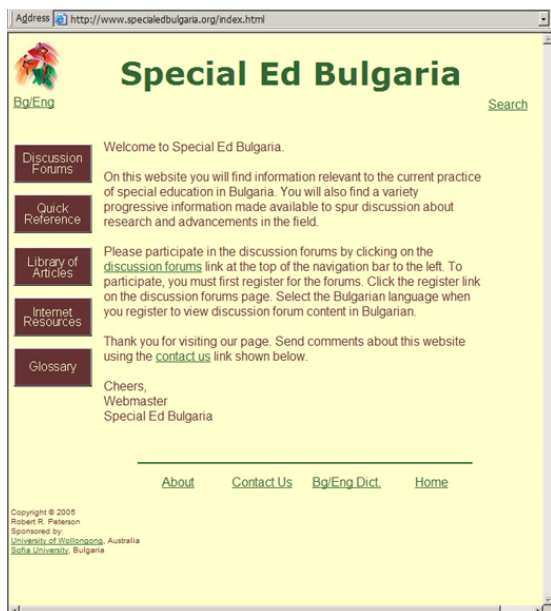 Address http://www.specialedbulgaria.org/index.html
Special Ed Bulgaria
Bg/Eng
Search
Discussion
Forums
Quick
Reference
Library of
Articles
Internet
Resources
Glossary
Welcome to Special Ed Bulgaria.
On this website you will find information relevant to the current practice
of special education in Bulgaria. You will also find a variety
progressive information made available to spur discussion about
research and advancements in the field.
Please participate in the discussion forums by clicking on the
discussion forums link at the top of the navigation bar to the left. To
participate, you must first register for the forums. Click the register link
on the discussion forums page. Select the Bulgarian language when
you register to view discussion forum content in Bulgarian.
Thank you for visiting our page. Send comments about this website
using the contact us link shown below.
Cheers,
Webmaster
Special Ed Bulgaria
About Contact Us Bg/Eng Dict. Home
Copyright © 2005
Robert R. Peterson
Sponsored by:
University of Wollongong, Australia
Sofia University, Bulgaria